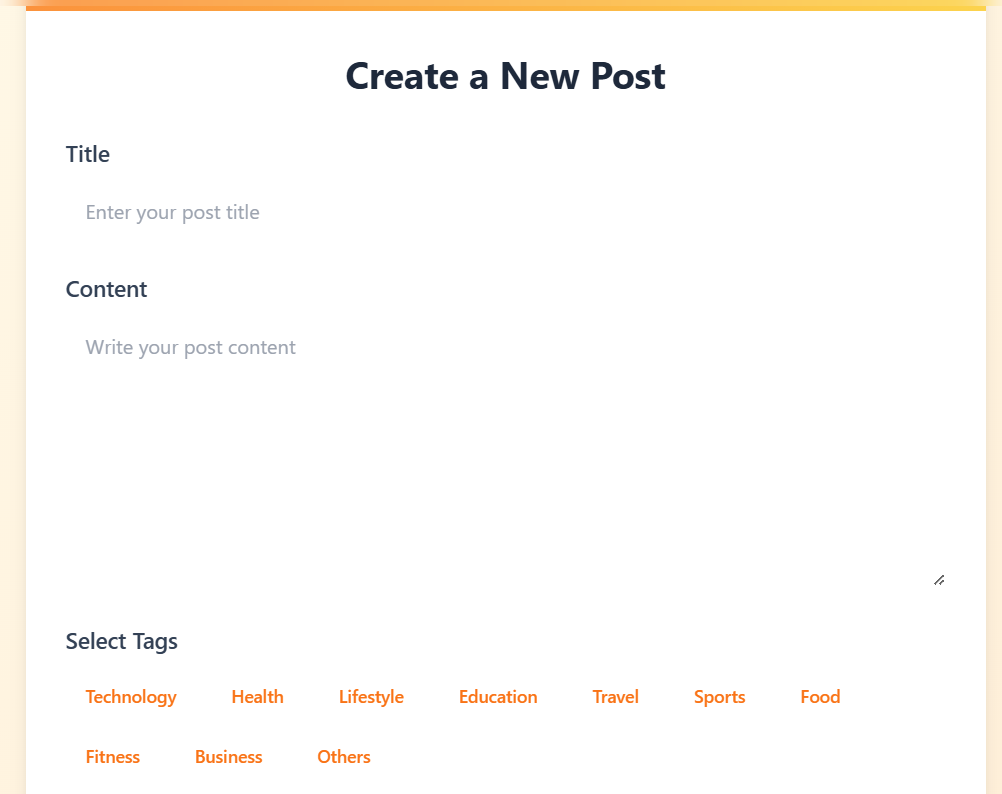 Create a New Post
Title
Enter your post title
Content
Write your post content
Select Tags
Technology Health Lifestyle Education Travel Sports Food
Fitness Business Others